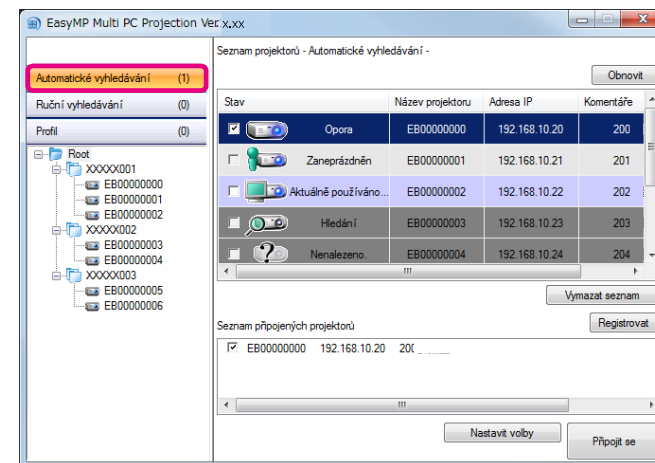 EasyMP Multi PC Projection Ver.x.xx
Seznam projektorů - Automatické vyhledávání -
Automatické vyhledávání (1)
Obnovit
Ruční vyhledávání (0)
Profil (0)
Stav Název projektoru Adresa IP Komentáře
Opora EB00000000 192.168.10.20 200
Zaneprázdněn EB00000001 192.168.10.21 201
Aktuálně používáno... EB00000002 192.168.10.22 202
Hledání EB00000003 192.168.10.23 203
Nenalezeno. EB00000004 192.168.10.24 204
Root
XXXXX001
EB00000000
EB00000001
EB00000002
XXXXX002
EB00000003
EB00000004
XXXXX003
EB00000005
EB00000006
Vymazat seznam
Seznam připojených projektorů
Registrovat
EB00000000 192.168.10.20 200
Nastavit volby
Připojit se